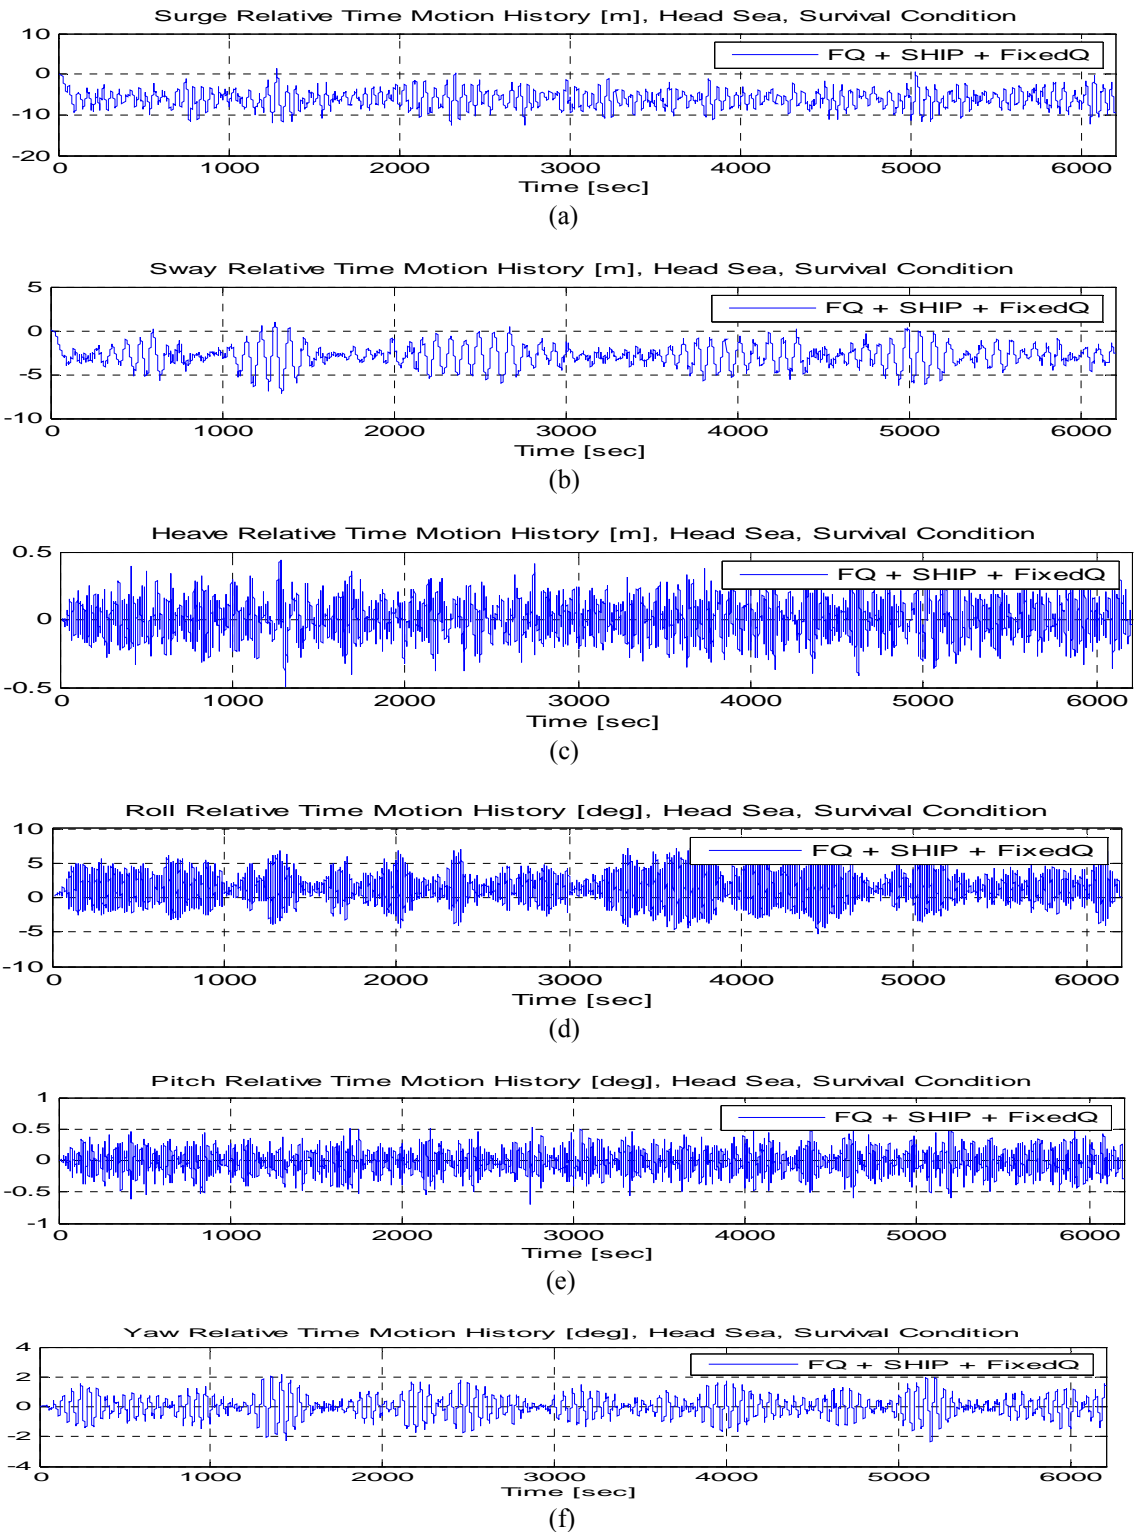 Surge Relative Time Motion History [m], Head Sea, Survival Condition
10
FQ + SHIP + FixedQ
0
-10
-20
0 1000 2000 3000 4000 5000 6000
Time [sec]
(a)
Sway Relative Time Motion History [m], Head Sea, Survival Condition
5
FQ + SHIP + FixedQ
0
-5
-10
0 1000 2000 3000 4000 5000 6000
Time [sec]
(b)
Heave Relative Time Motion History [m], Head Sea, Survival Condition
0.5
FQ + SHIP + FixedQ
0
-0.5
0 1000 2000 3000 4000 5000 6000
Time [sec]
(c)
Roll Relative Time Motion History [deg], Head Sea, Survival Condition
10
FQ + SHIP + FixedQ
5
0
-5
-10
0 1000 2000 3000 4000 5000 6000
Time [sec]
(d)
Pitch Relative Time Motion History [deg], Head Sea, Survival Condition
1
FQ + SHIP + FixedQ
0.5
0
-0.5
-1
0 1000 2000 3000 4000 5000 6000
Time [sec]
(e)
Yaw Relative Time Motion History [deg], Head Sea, Survival Condition
4
FQ + SHIP + FixedQ
2
0
-2
-4
0 1000 2000 3000 4000 5000 6000
Time [sec]
(f)